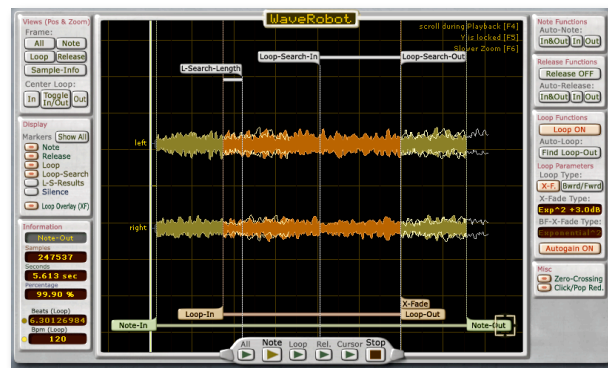 WaveRobot
Views (Pos & Zoom)
Frame:
All
Note
Loop
Release
Sample-Info
Center Loop:
In
Toggle In/Out
Out
Display
Markers
Show All
Note
Release
Loop
Loop-Search
L-S-Results
Silence
Loop Overlay (XF)
Information
Note-Out
Samples
247537
Seconds
5.613 sec
Percentage
99.90 %
Beats (Loop)
6.30126984
Bpm (Loop)
120
scroll during Playback [F4]
Y is locked [F5]
Slower Zoom [F6]
Loop-Search-In
Loop-Search-Out
L-Search-Length
left
right
X-Fade
Loop-In
Loop-Out
Note-In
Note-Out
All
Note
Loop
Rel.
Cursor
Stop
Note Functions
Auto-Note:
In&Out
In
Out
Release Functions
Release OFF
Auto-Release:
In&Out
In
Out
Loop Functions
Loop ON
Auto-Loop:
Find Loop-Out
Loop Parameters
Loop Type:
X-F.
Bwrd/Fwrd
X-Fade Type:
Exp^2 +3.0dB
BF-X-Fade Type:
Exponential^2
Autogain ON
Misc
Zero-Crossing
Click/Pop Red.